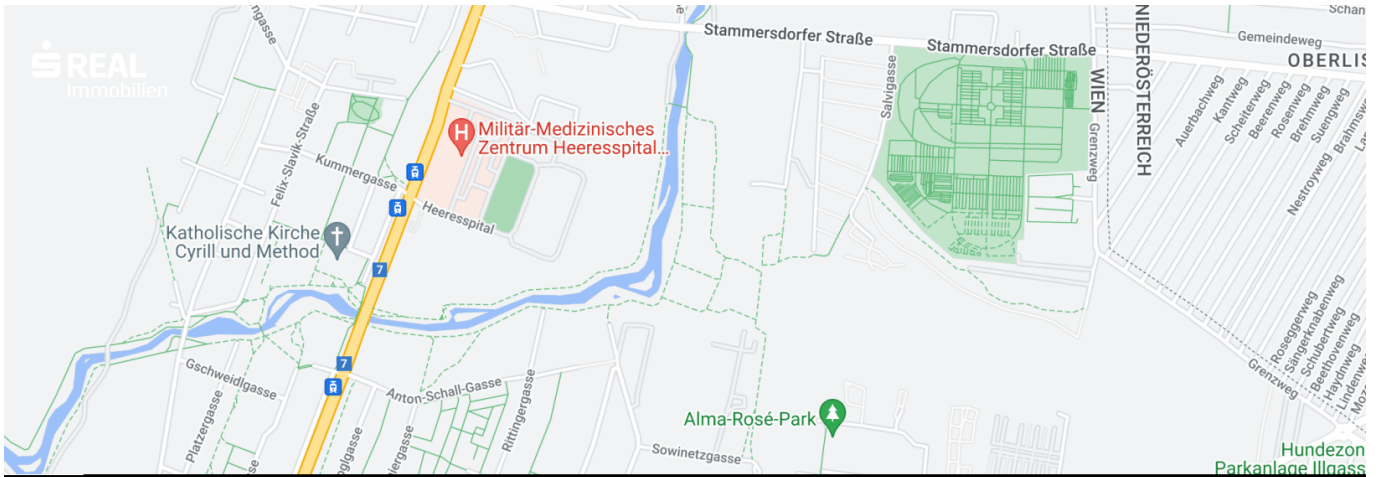 Stammersdorfer Straße
Stammersdorfer Straße
Gemeindeweg
OBERLIS
REAL
Immobilien
Salvigasse
WIEN
NIEDERÖSTERREICH
Grenzweg
Auerbachweg
Kantweg
Scheiterweg
Beerenweg
Rosenweg
Brehmweg
Suengweg
Nestroyweg
Felix-Slavik-Straße
H
Militär-Medizinisches
Zentrum Heeresspital...
Kummergasse
Heeresspital
Katholische Kirche
Cyrill und Method
7
7
Gschweidlgasse
Platzergasse
Anton-Schall-Gasse
Rittingergasse
Sowinetzgasse
Alma-Rosé-Park
Roseggerweg
Sängerknabenweg
Schubertweg
Beethovenweg
Haydnweg
Lindenweg
Grenzweg
Hundezon
Parkanlage Illgass